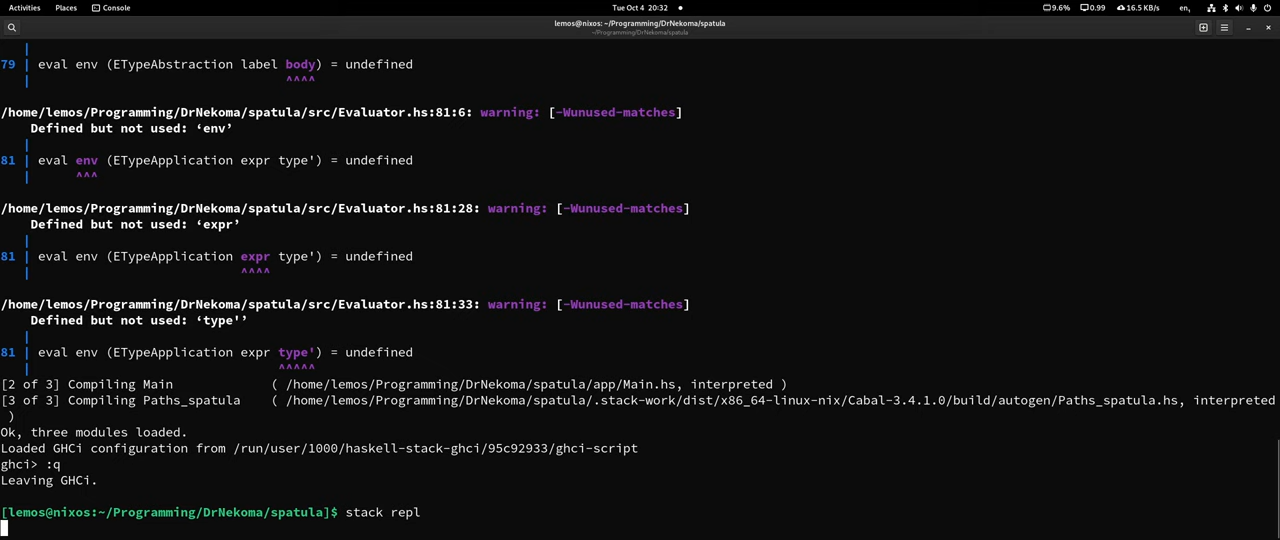 Activities Places Console Tue Oct 4 20:32 9.6% 0.99 16.5 KB/s en,
lemos@nixos: ~/Programming/DrNekoma/spatula
~/Programming/DrNekoma/spatula
|
79 | eval env (ETypeAbstraction label body) = undefined
| ^^^^
/home/lemos/Programming/DrNekoma/spatula/src/Evaluator.hs:81:6: warning: [-Wunused-matches]
Defined but not used: ‘env’
|
81 | eval env (ETypeApplication expr type') = undefined
| ^^^
/home/lemos/Programming/DrNekoma/spatula/src/Evaluator.hs:81:28: warning: [-Wunused-matches]
Defined but not used: ‘expr’
|
81 | eval env (ETypeApplication expr type') = undefined
| ^^^^
/home/lemos/Programming/DrNekoma/spatula/src/Evaluator.hs:81:33: warning: [-Wunused-matches]
Defined but not used: ‘type'’
|
81 | eval env (ETypeApplication expr type') = undefined
| ^^^^^
[2 of 3] Compiling Main ( /home/lemos/Programming/DrNekoma/spatula/app/Main.hs, interpreted )
[3 of 3] Compiling Paths_spatula ( /home/lemos/Programming/DrNekoma/spatula/.stack-work/dist/x86_64-linux-nix/Cabal-3.4.1.0/build/autogen/Paths_spatula.hs, interpreted
)
Ok, three modules loaded.
Loaded GHCi configuration from /run/user/1000/haskell-stack-ghci/95c92933/ghci-script
ghci> :q
Leaving GHCi.
[lemos@nixos:~/Programming/DrNekoma/spatula]$ stack repl